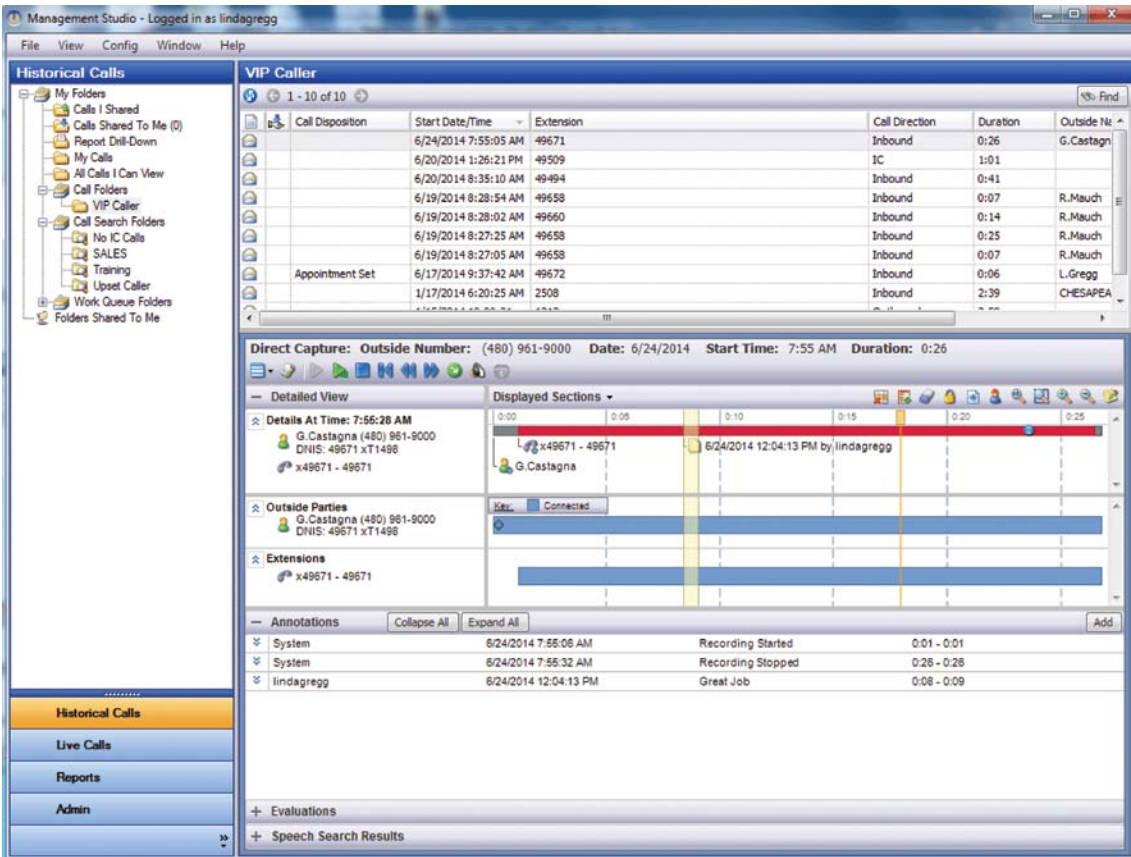 Management Studio - Logged in as lindagregg
File View Config Window Help
Historical Calls
My Folders
Calls I Shared
Calls Shared To Me (0)
Report Drill-Down
My Calls
All Calls I Can View
Call Folders
VIP Caller
Call Search Folders
No IC Calls
SALES
Training
Upset Caller
Work Queue Folders
Folders Shared To Me
Historical Calls
Live Calls
Reports
Admin
VIP Caller
1 - 10 of 10 Find
Call Disposition Start Date/Time Extension Call Direction Duration Outside Na
6/24/2014 7:55:05 AM 49671 Inbound 0:26 G.Castagn
6/20/2014 1:26:21 PM 49509 IC 1:01
6/20/2014 8:35:10 AM 49494 Inbound 0:41
6/19/2014 8:28:54 AM 49658 Inbound 0:07 R.Mauch
6/19/2014 8:28:02 AM 49660 Inbound 0:14 R.Mauch
6/19/2014 8:27:25 AM 49658 Inbound 0:25 R.Mauch
6/19/2014 8:27:05 AM 49658 Inbound 0:07 R.Mauch
Appointment Set 6/17/2014 9:37:42 AM 49672 Inbound 0:06 L.Gregg
1/17/2014 6:20:25 AM 2508 Inbound 2:39 CHESAPEA
Direct Capture: Outside Number: (480) 961-9000 Date: 6/24/2014 Start Time: 7:55 AM Duration: 0:26
Detailed View Displayed Sections
Details At Time: 7:55:28 AM
G.Castagna (480) 961-9000
DNIS: 49671 xT1498
x49671 - 49671
0:00 0:05 0:10 0:15 0:20 0:25
x49671 - 49671 6/24/2014 12:04:13 PM by lindagregg
G.Castagna
Outside Parties
G.Castagna (480) 961-9000
DNIS: 49671 xT1498
Key: Connected
Extensions
x49671 - 49671
Annotations Collapse All Expand All Add
System 6/24/2014 7:55:06 AM Recording Started 0:01 - 0:01
System 6/24/2014 7:55:32 AM Recording Stopped 0:26 - 0:26
lindagregg 6/24/2014 12:04:13 PM Great Job 0:08 - 0:09
Evaluations
Speech Search Results